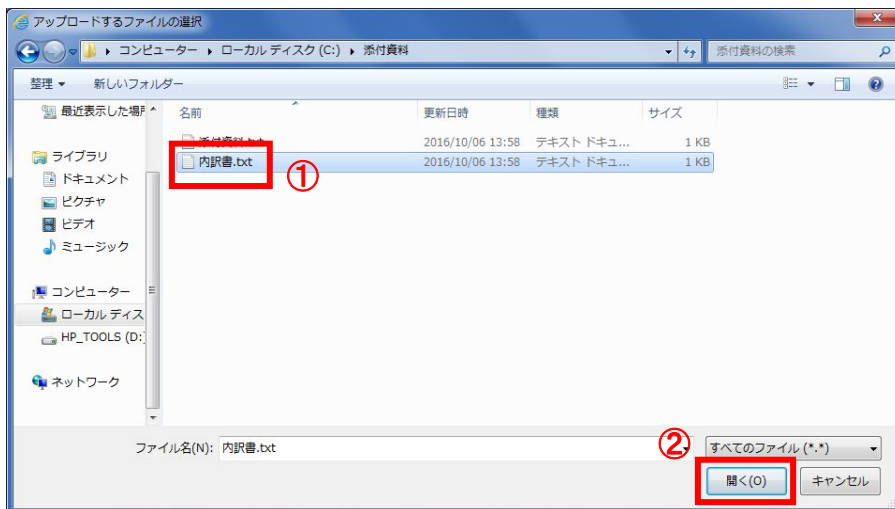 アップロードするファイルの選択
コンピューター ▸ ローカル ディスク (C:) ▸ 添付資料
添付資料の検索
整理 新しいフォルダー
最近表示した場所
名前 更新日時 種類 サイズ
添付資料.txt 2016/10/06 13:58 テキスト ドキュ... 1 KB
内訳書.txt 2016/10/06 13:58 テキスト ドキュ... 1 KB
①
ライブラリ
ドキュメント
ピクチャ
ビデオ
ミュージック
コンピューター
ローカル ディス
HP_TOOLS (D:)
ネットワーク
ファイル名(N): 内訳書.txt
②
すべてのファイル (*.*)
開く(O) キャンセル